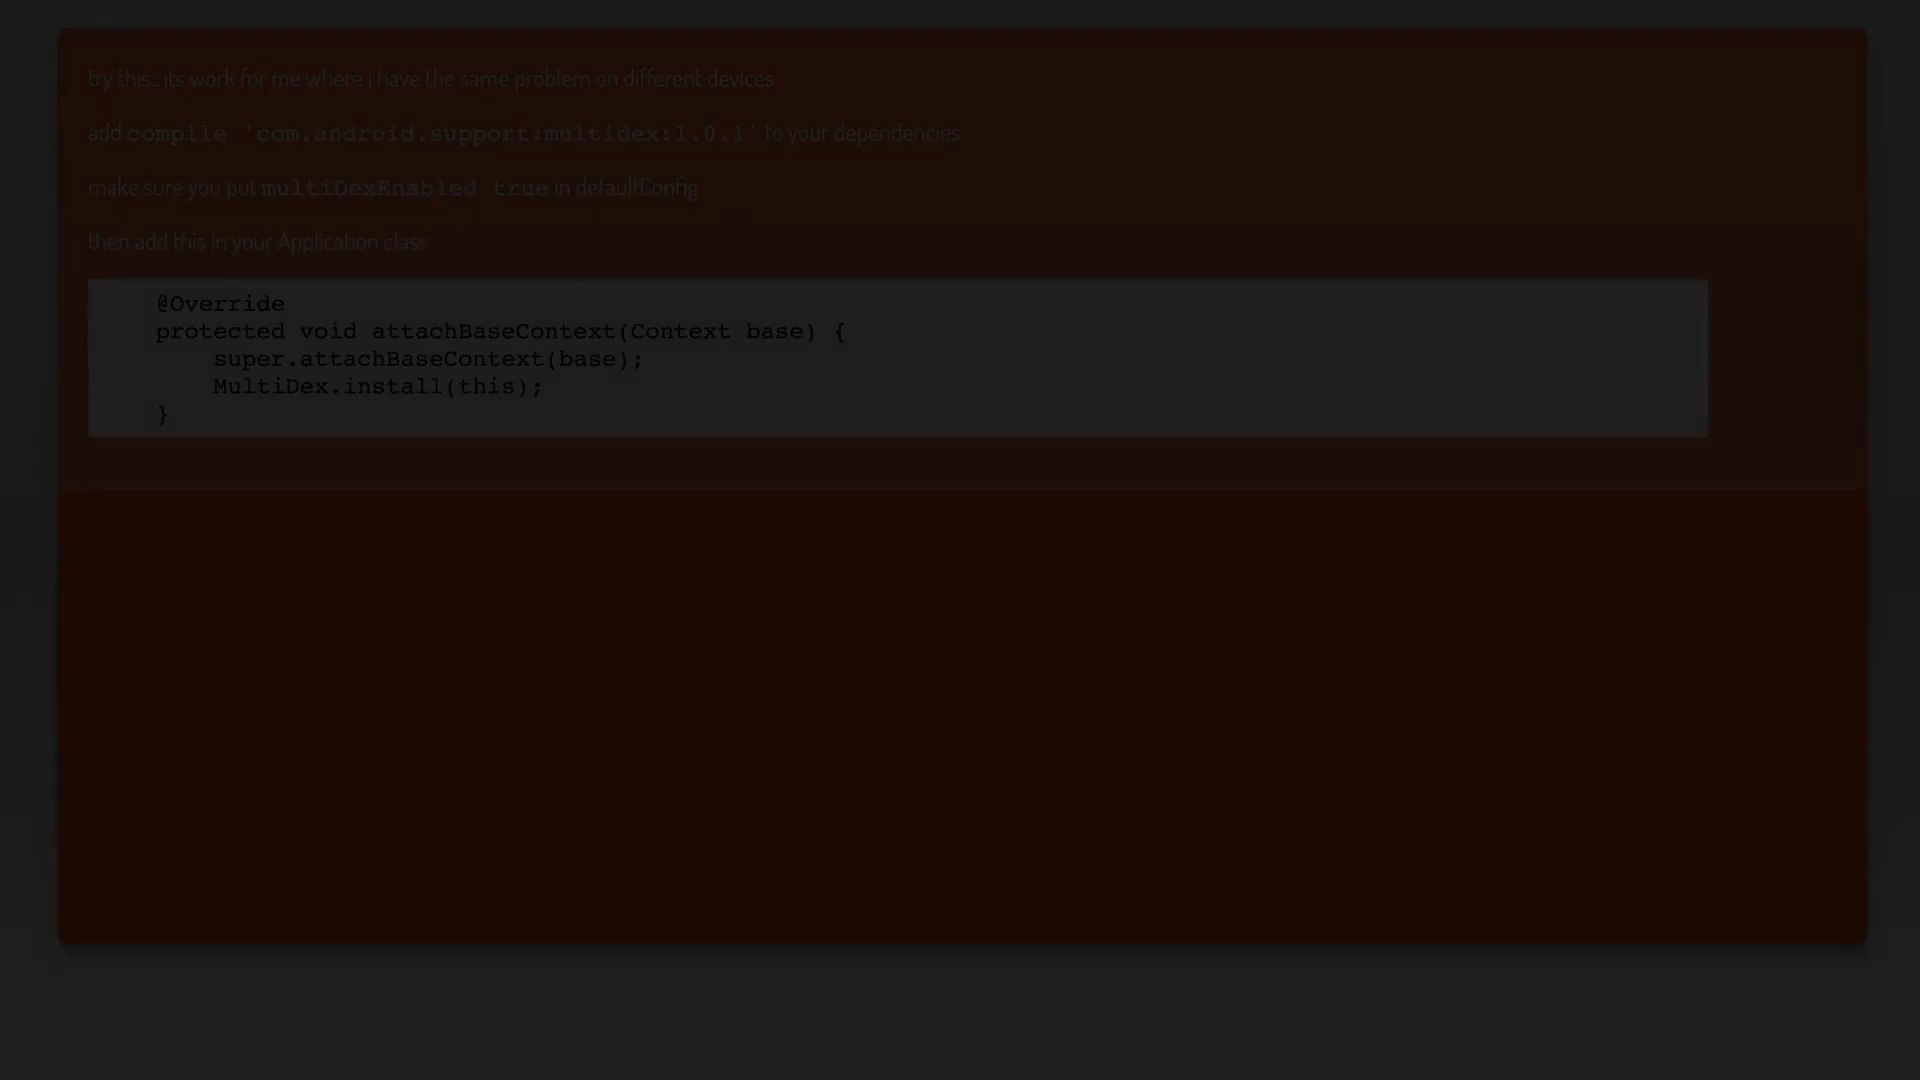 try this.. its work for me where i have the same problem on different devices
add compile 'com.android.support:multidex:1.0.1' to your dependencies
make sure you put multiDexEnabled true in defaultConfig
then add this in your Application class
@Override
protected void attachBaseContext(Context base) {
    super.attachBaseContext(base);
    MultiDex.install(this);
}